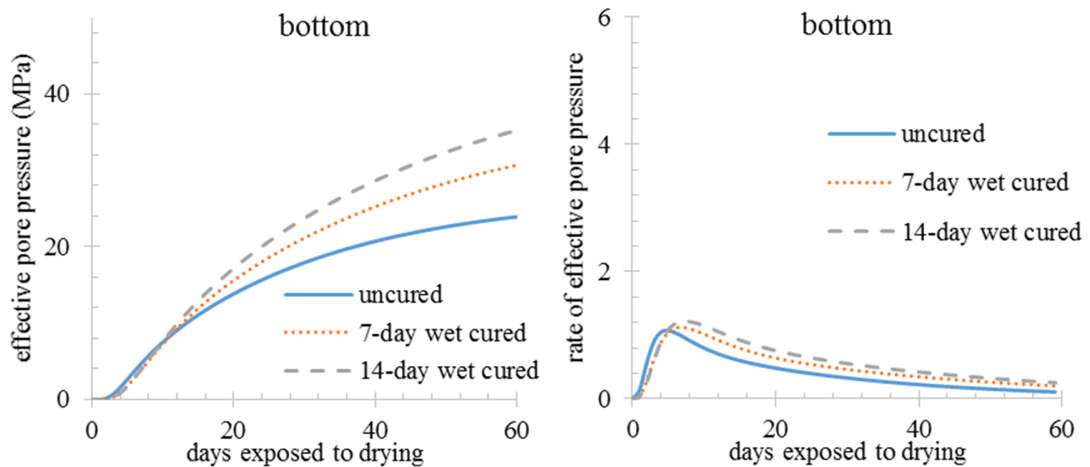 bottom
effective pore pressure (MPa)
40
20
0
uncured
7-day wet cured
14-day wet cured
0
20
40
60
days exposed to drying
bottom
rate of effective pore pressure
6
4
2
0
uncured
7-day wet cured
14-day wet cured
0
20
40
60
days exposed to drying